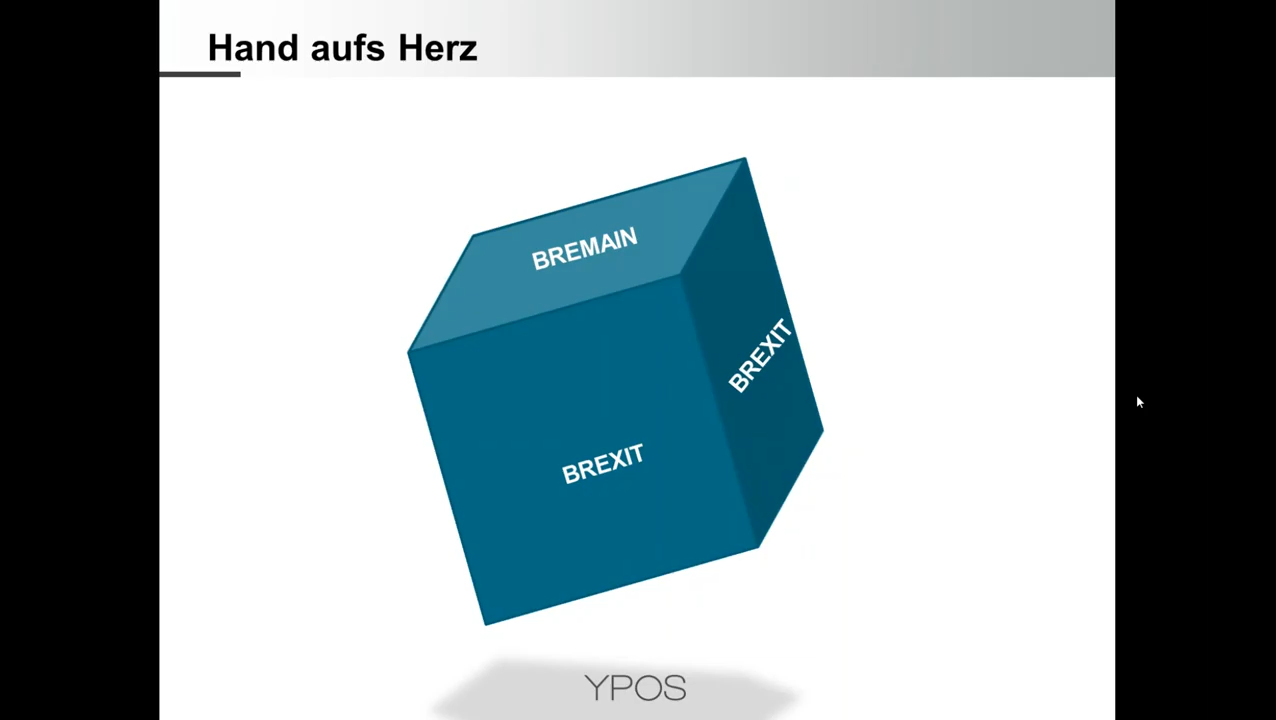 Hand aufs Herz
BREMAIN
BREXIT
BREXIT
YPOS